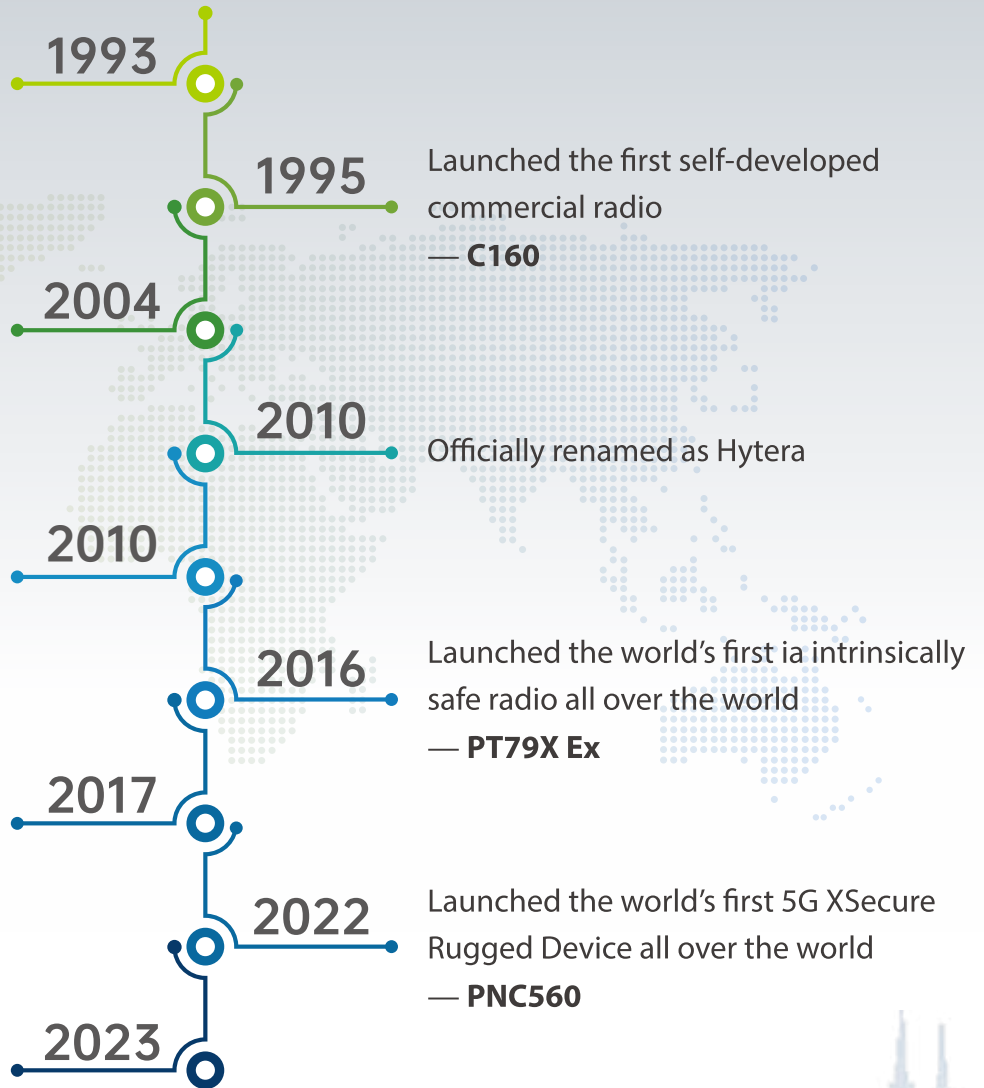 1993
1995
Launched the first self-developed
commercial radio
— C160
2004
2010
Officially renamed as Hytera
2010
2016
Launched the world’s first ia intrinsically
safe radio all over the world
— PT79X Ex
2017
2022
Launched the world’s first 5G XSecure
Rugged Device all over the world
— PNC560
2023